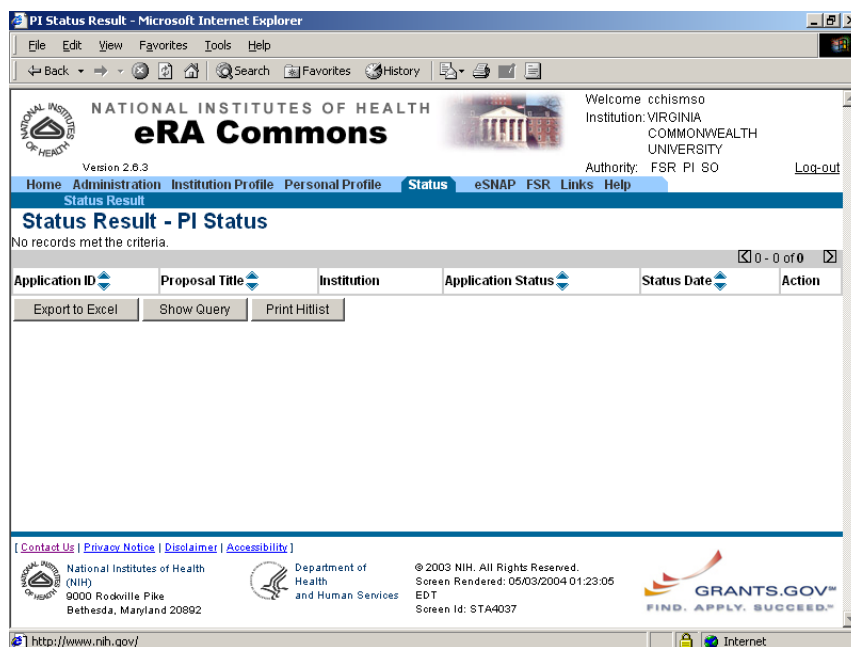 PI Status Result - Microsoft Internet Explorer
File Edit View Favorites Tools Help
Back Search Favorites History
NATIONAL INSTITUTES OF HEALTH
eRA Commons
Version 2.6.3
NATIONAL INSTITUTES OF HEALTH
Welcome cchismso
Institution: VIRGINIA
COMMONWEALTH
UNIVERSITY
Authority: FSR PI SO Log-out
Home Administration Institution Profile Personal Profile Status eSNAP FSR Links Help
Status Result
Status Result - PI Status
No records met the criteria.
0 - 0 of 0
Application ID Proposal Title Institution Application Status Status Date Action
Export to Excel Show Query Print Hitlist
[ Contact Us | Privacy Notice | Disclaimer | Accessibility ]
National Institutes of Health
(NIH)
9000 Rockville
Pike
Bethesda, Maryland 20892
Department of
Health
and Human Services
© 2003 NIH. All Rights Reserved.
Screen Rendered: 05/03/2004 01:23:05
EDT
Screen Id: STA4037
GRANTS.GOV℠
FIND. APPLY. SUCCEED.℠
http://www.nih.gov/ Internet